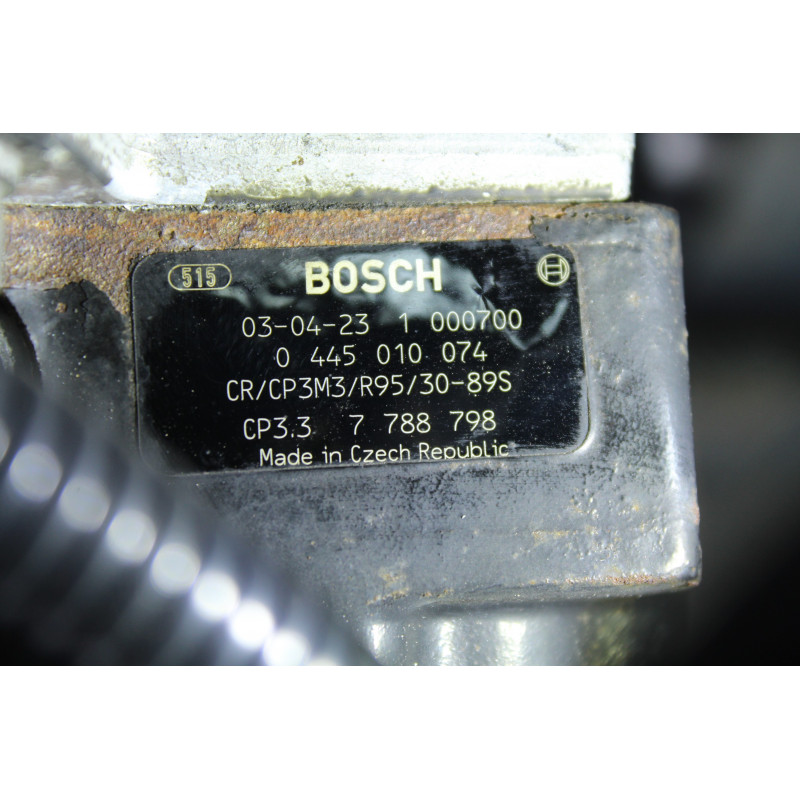 515 BOSCH
03-04-23 1 000700
0 445 010 074
CR/CP3M3/R95/30-89S
CP3.3 7 788 798
Made in Czech Republic